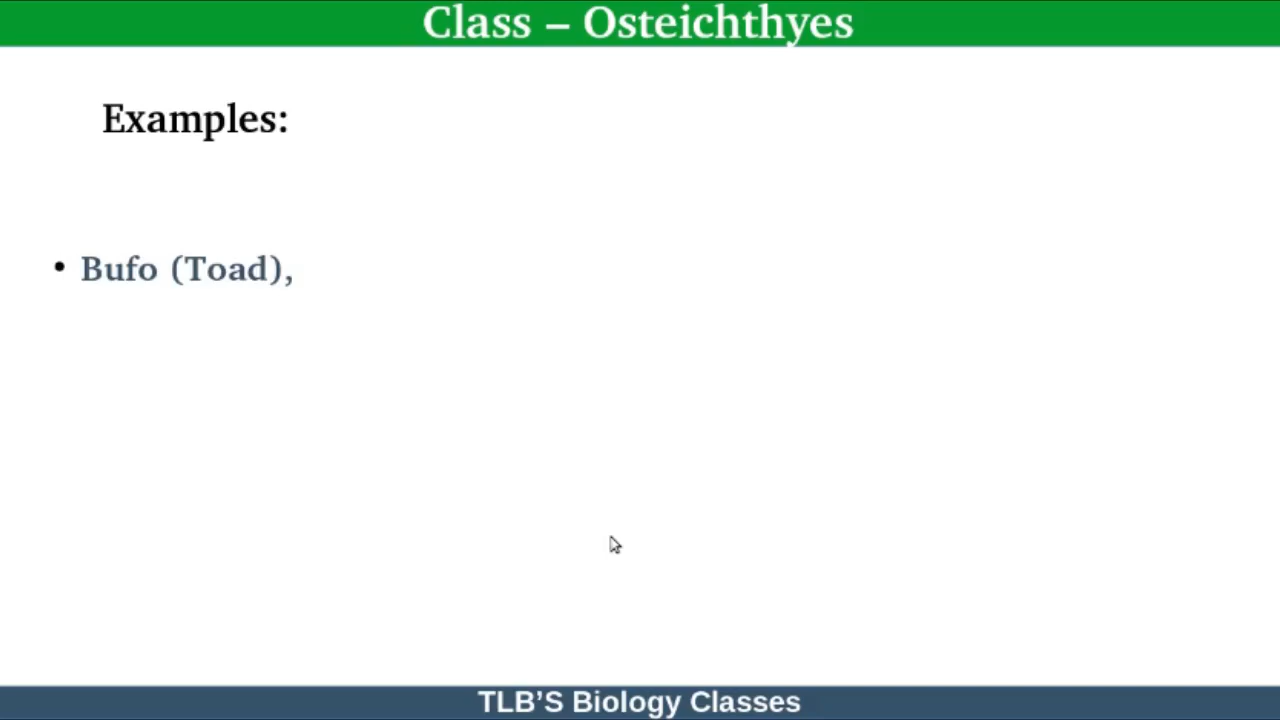 Class – Osteichthyes
Examples:
• Bufo (Toad),
TLB’S Biology Classes